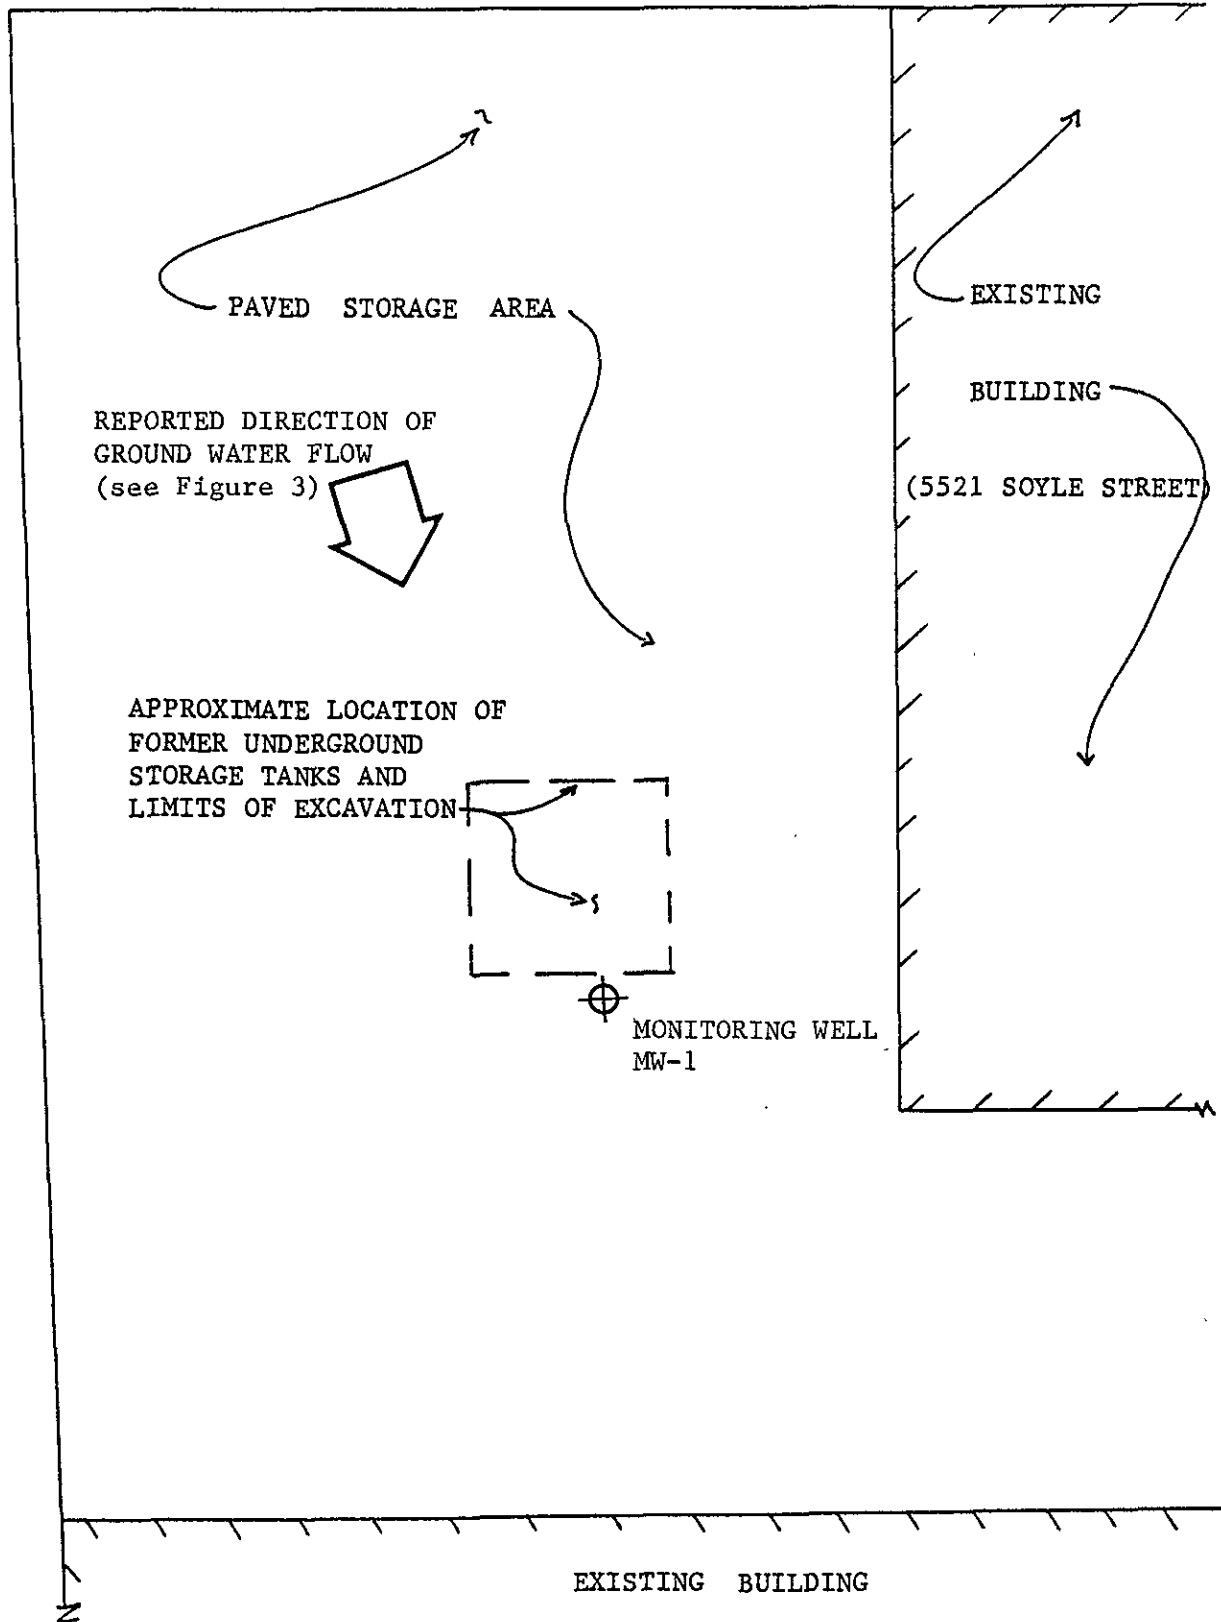 PAVED STORAGE AREA
EXISTING
BUILDING
(5521 SOYLE STREET)
REPORTED DIRECTION OF
GROUND WATER FLOW
(see Figure 3)
APPROXIMATE LOCATION OF
FORMER UNDERGROUND
STORAGE TANKS AND
LIMITS OF EXCAVATION
MONITORING WELL
MW-1
EXISTING BUILDING